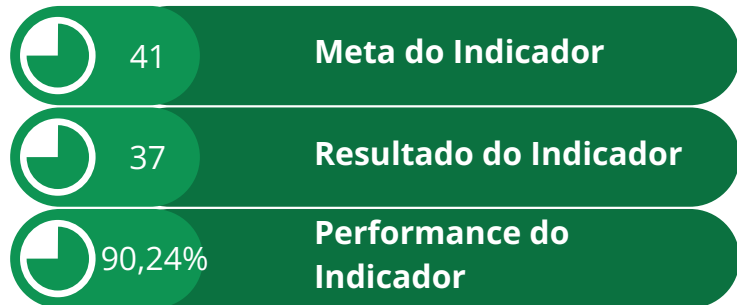 41 Meta do Indicador
37 Resultado do Indicador
90,24% Performance do
Indicador